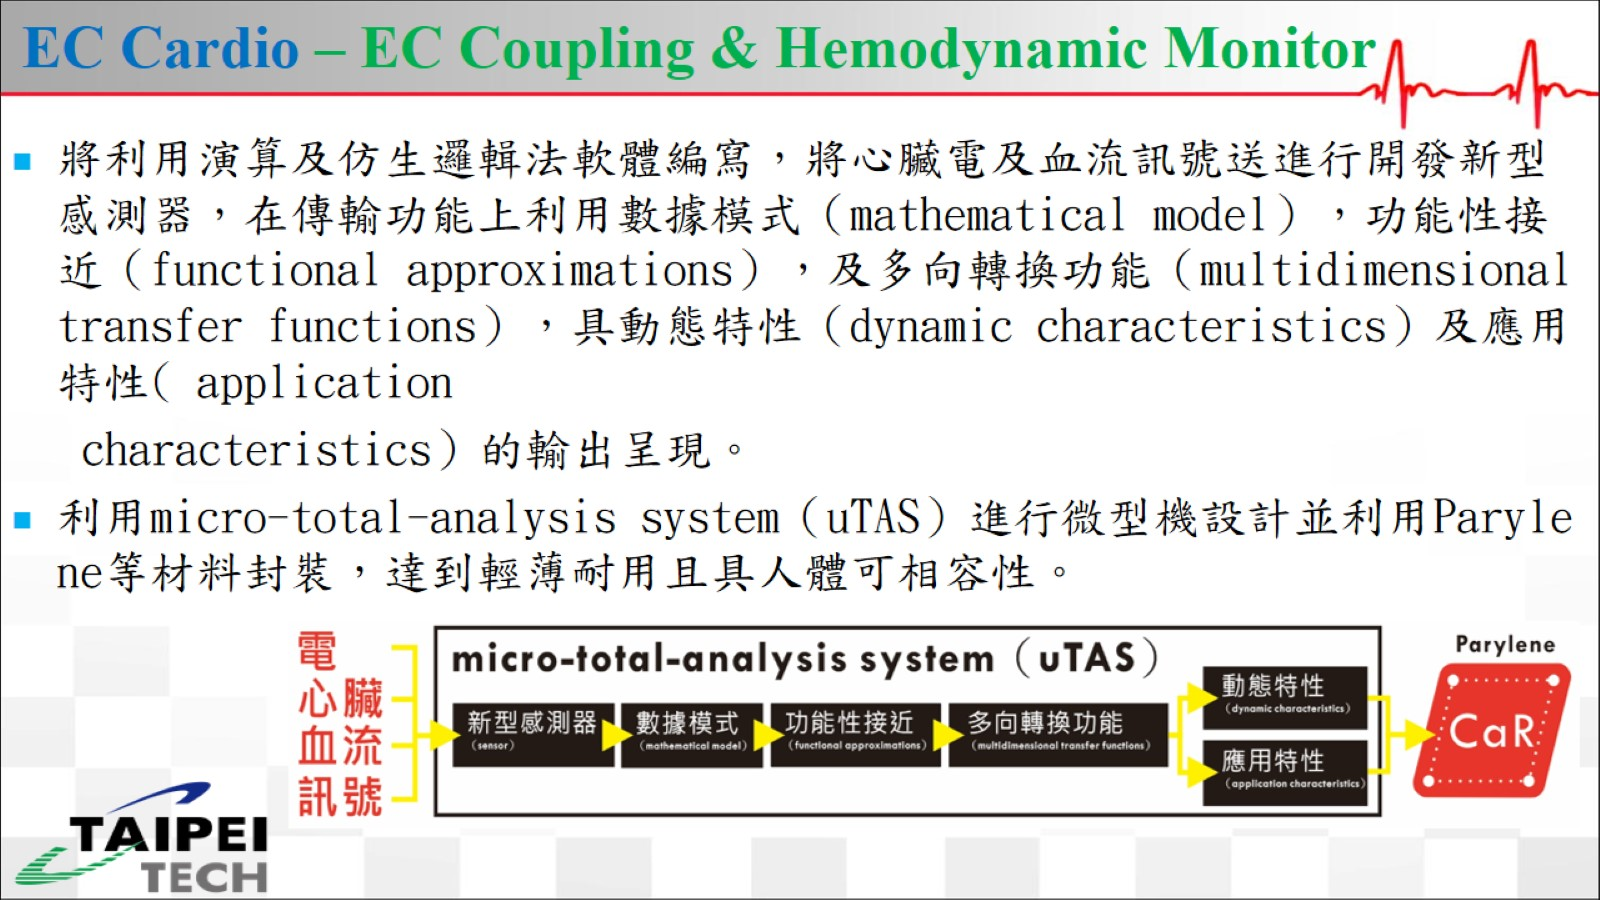 EC Cardio – EC Coupling & Hemodynamic Monitor
將利用演算及仿生邏輯法軟體編寫，將心臟電及血流訊號送進行開發新型
感測器，在傳輸功能上利用數據模式（mathematical model），功能性接
近（functional approximations），及多向轉換功能（multidimensional
transfer functions），具動態特性（dynamic characteristics）及應用
特性( application
characteristics）的輸出呈現。
利用micro-total-analysis system（uTAS）進行微型機設計並利用Paryle
ne等材料封裝，達到輕薄耐用且具人體可相容性。
電
心臟
血流
訊號
micro-total-analysis system（uTAS）
新型感測器
（sensor）
數據模式
（mathematical model）
功能性接近
（functional approximations）
多向轉換功能
（multidimensional transfer functions）
動態特性
（dynamic characteristics）
應用特性
（application characteristics）
Parylene
CaR
TAIPEI
TECH